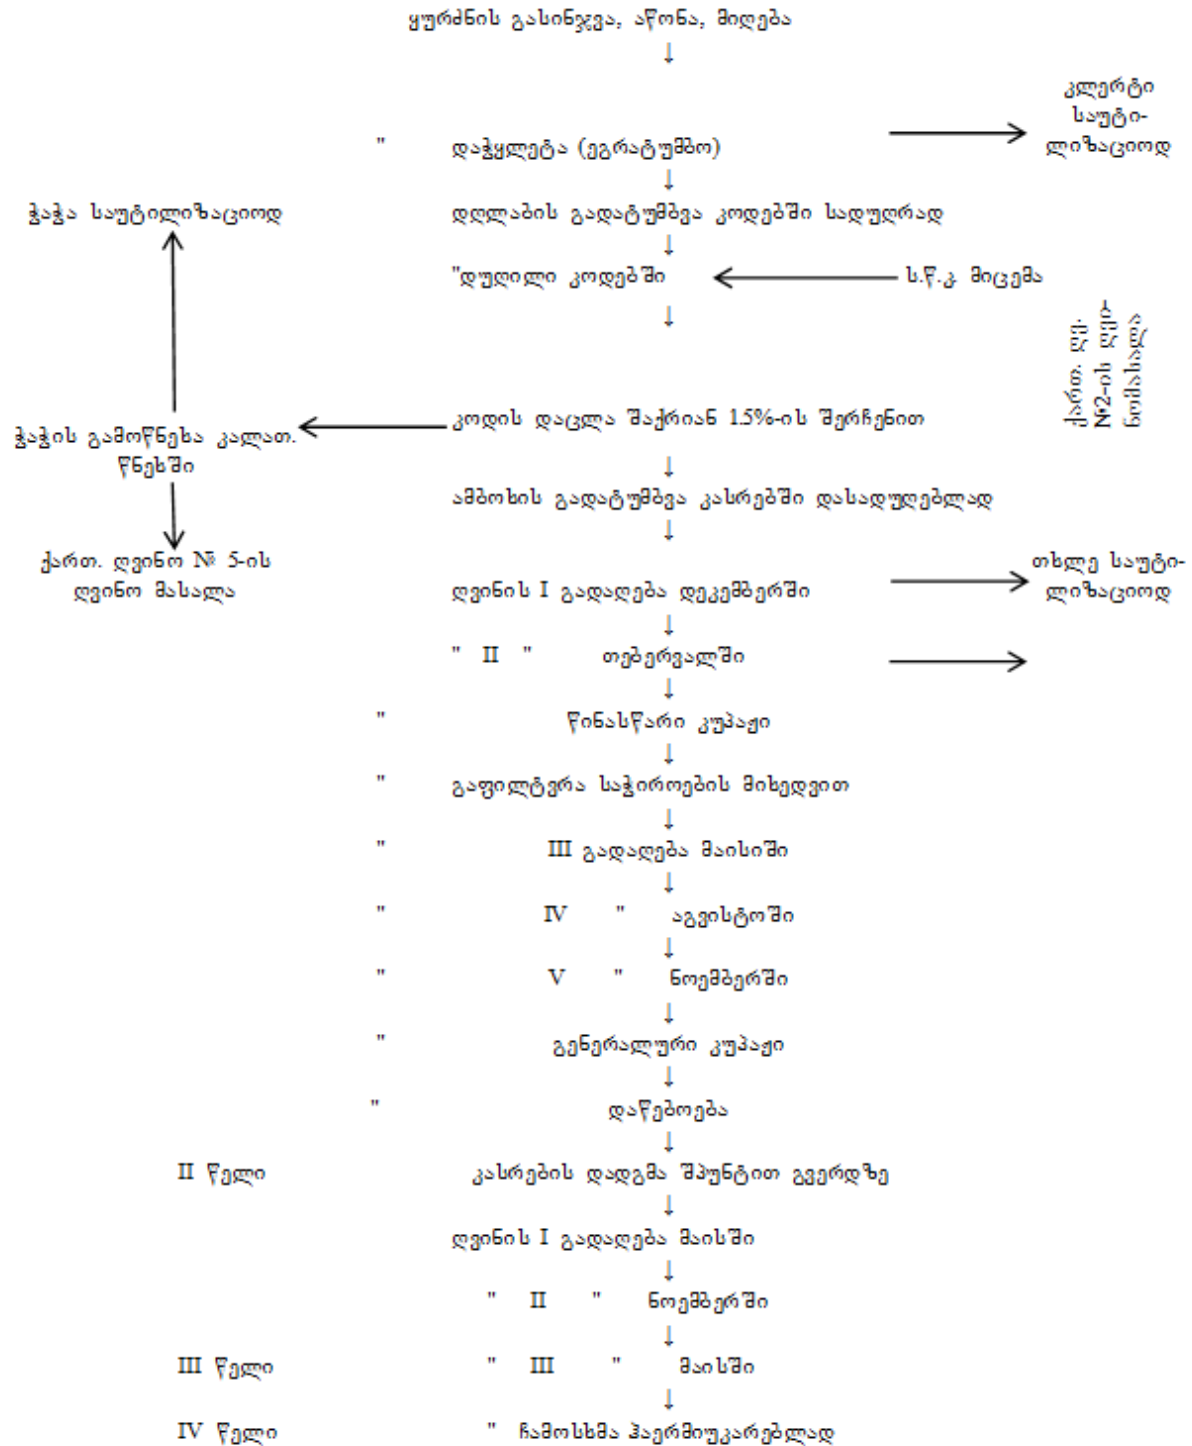 ყურძნის გასინჯვა, აწონა, მიღება
კლერტი
საუტი-
ლიზაციოდ
" დაჭყლეტა (ეგრატუმბო)
ჭაჭა საუტილიზაციოდ
დღლაბის გადატუმბვა კოდებში სადუღრად
"დუღილი კოდებში
ს.წ.კ. მიცემა
ქართ. ღვ.
№2-ის ღვი
ნომასალა
კოდის დაცლა შაქრიან 1.5%-ის შერჩენით
ჭაჭის გამოწნეხა კალათ.
წნეხში
ამბოხის გადატუმბვა კასრებში დასადუღებლად
ქართ. ღვინო № 5-ის
ღვინო მასალა
თხლე საუტი-
ლიზაციოდ
ღვინის I გადაღება დეკემბერში
" II " თებერვალში
" წინასწარი კუპაჟი
" გაფილტვრა საჭიროების მიხედვით
" III გადაღება მაისიში
" IV " აგვისტოში
" V " ნოემბერში
" გენერალური კუპაჟი
" დაწებოება
II წელი კასრების დადგმა შპუნტით გვერდზე
ღვინის I გადაღება მაისში
" II " ნოემბერში
III წელი " III " მაისში
IV წელი " ჩამოსხმა ჰაერმიუკარებლად